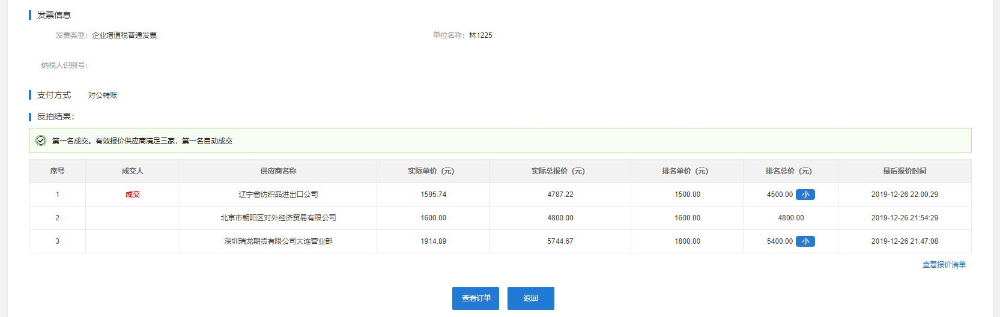 发票信息
发票类型： 企业增值税普通发票 单位名称： 林1225
纳税人识别号：
支付方式 对公转账
反拍结果：
第一名成交。有效报价供应商满足三家，第一名自动成交
序号 成交人 供应商名称 实际单价（元） 实际总报价（元） 排名单价（元） 排名总价（元） 最后报价时间
1 成交 辽宁省纺织品进出口公司 1595.74 4787.22 1500.00 4500.00 小 2019-12-26 22:00:29
2 北京市朝阳区对外经济贸易有限公司 1600.00 4800.00 1600.00 4800.00 2019-12-26 21:54:29
3 深圳瑞龙期货有限公司大连营业部 1914.89 5744.67 1800.00 5400.00 小 2019-12-26 21:47:08
查看报价清单
查看订单 返回